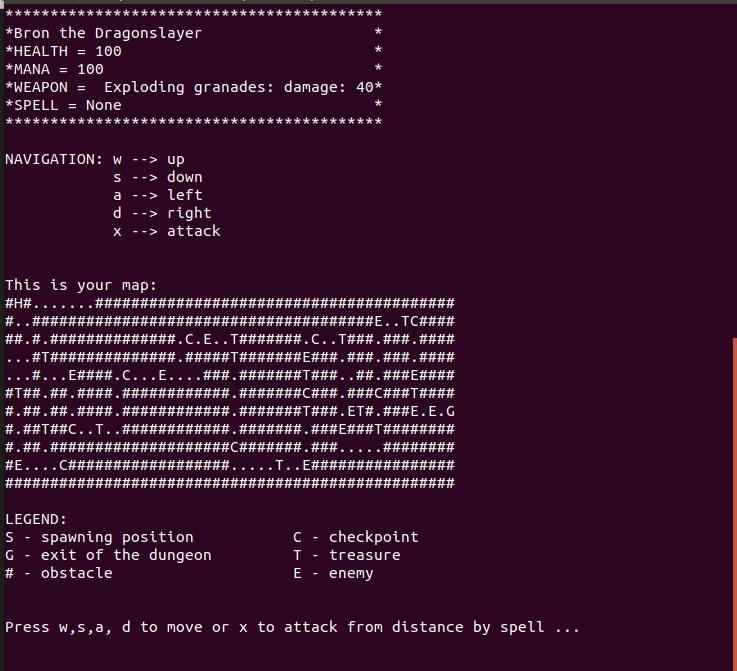 ******************************************
*Bron the Dragonslayer                   *
*HEALTH = 100                            *
*MANA = 100                              *
*WEAPON =  Exploding granades: damage: 40*
*SPELL = None                            *
******************************************
NAVIGATION: w --> up
            s --> down
            a --> left
            d --> right
            x --> attack
This is your map:
#H#.......########################################
#..######################################E..TC####
##.#.##############.C.E..T#######.C..T###.###.####
...#T##############.#####T#######E###.###.###.####
...#...E####.C...E....###.#######T###..##.###E####
#T##.##.####.############.#######C###.###C###T####
#.##.##.####.############.#######T###.ET#.###E.E.G
#.##T##C..T..############.#######.###E###T########
#.##.####################C#######.###.....########
#E....C##################.....T..E################
##################################################
LEGEND:
S - spawning position           C - checkpoint
G - exit of the dungeon         T - treasure
# - obstacle                    E - enemy
Press w,s,a, d to move or x to attack from distance by spell ...